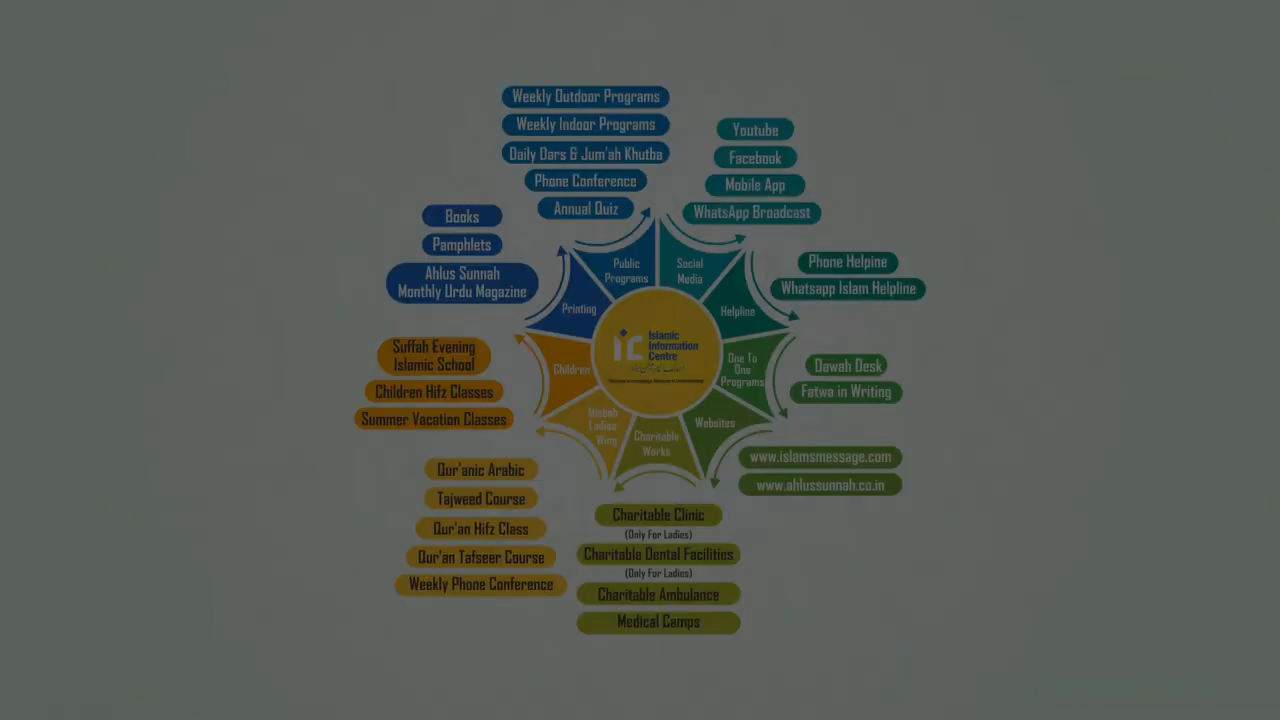 Weekly Outdoor Programs
Weekly Indoor Programs
Daily Dars & Jum'ah Khutba
Phone Conference
Annual Quiz
Youtube
Facebook
Mobile App
WhatsApp Broadcast
Books
Pamphlets
Ahlus Sunnah
Monthly Urdu Magazine
Phone Helpine
Whatsapp Islam Helpline
Public
Programs
Social
Media
Printing
Helpline
Islamic
Information
Centre
Children
One To
One
Programs
Suffah Evening
Islamic School
Children Hifz Classes
Summer Vacation Classes
Dawah Desk
Fatwa in Writing
Misbah
Ladies
Wing
Charitable
Works
Websites
www.islamsmessage.com
www.ahlussunnah.co.in
Qur'anic Arabic
Tajweed Course
Qur'an Hifz Class
Qur'an Tafseer Course
Weekly Phone Conference
Charitable Clinic
(Only For Ladies)
Charitable Dental Facilities
(Only For Ladies)
Charitable Ambulance
Medical Camps